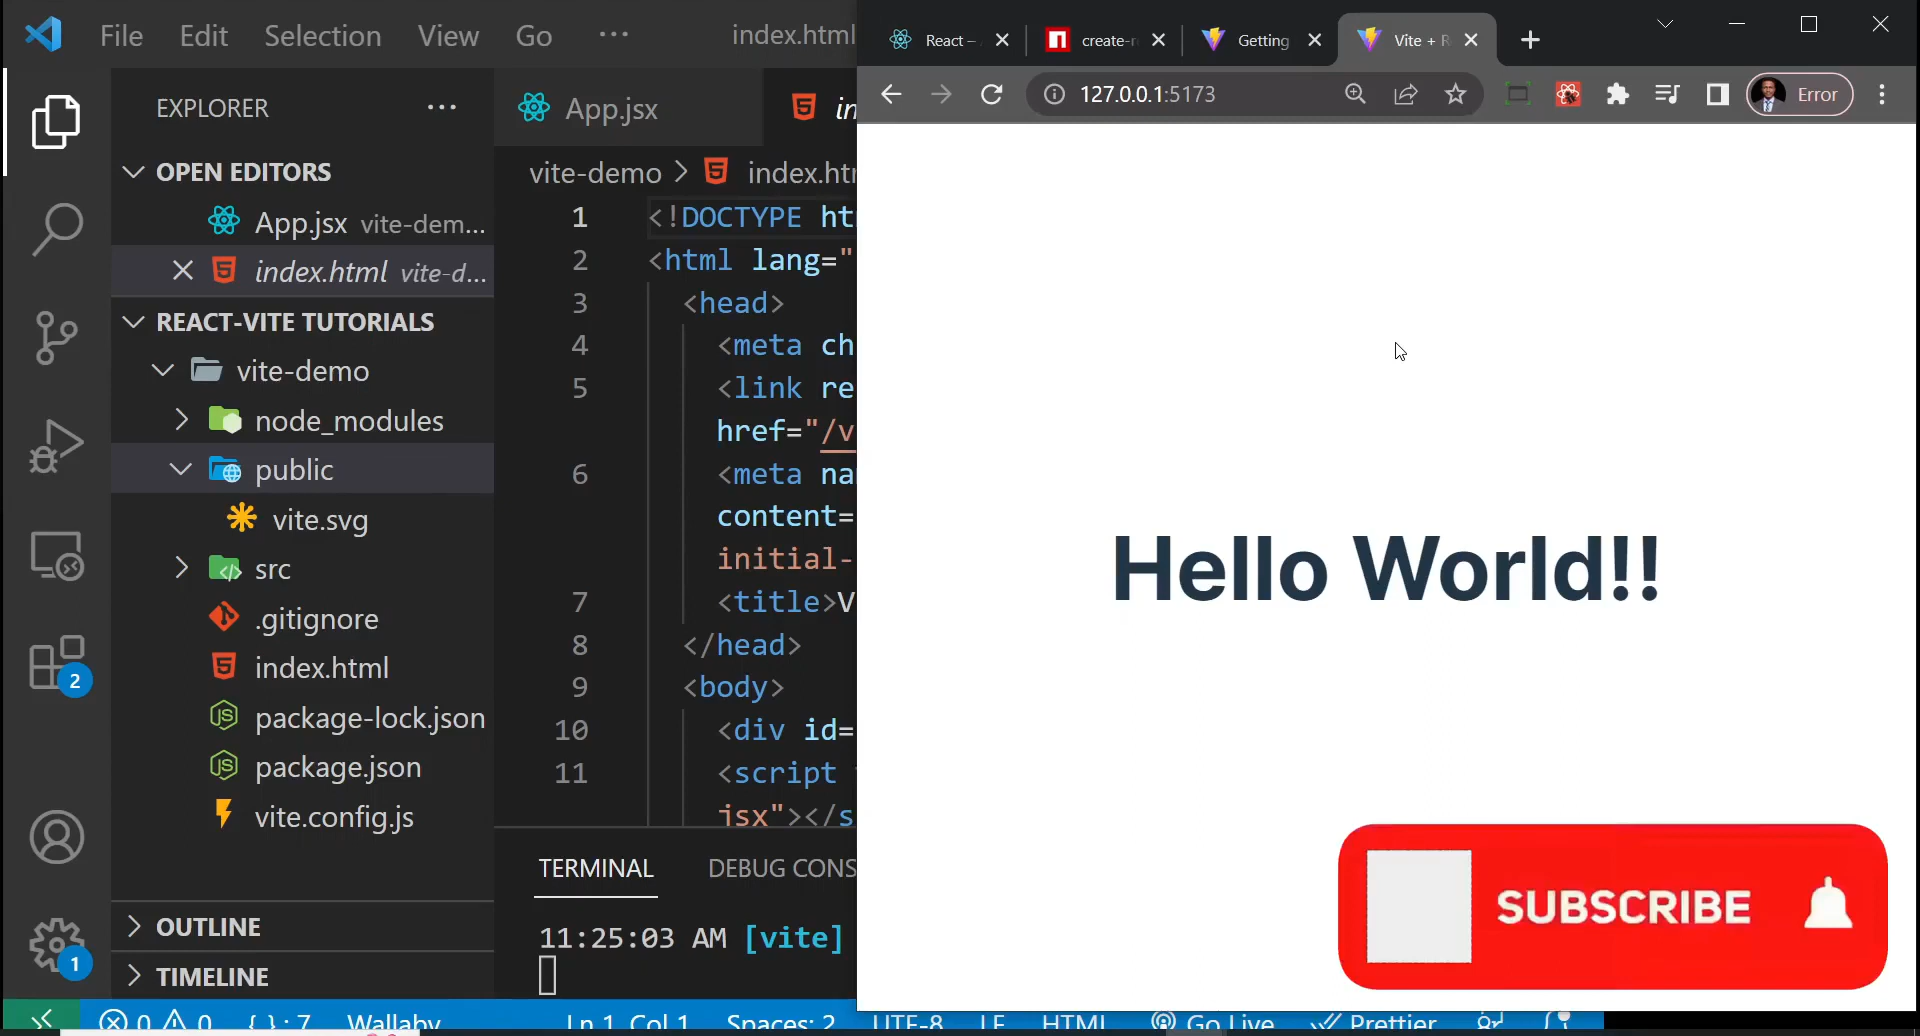 File Edit Selection View Go ··· index.html
EXPLORER ···
OPEN EDITORS
App.jsx vite-dem...
index.html vite-d...
REACT-VITE TUTORIALS
vite-demo
node_modules
public
vite.svg
src
.gitignore
index.html
package-lock.json
package.json
vite.config.js
OUTLINE
TIMELINE
2
1
App.jsx in
vite-demo > index.htr
1 <!DOCTYPE ht
2 <html lang="
3 <head>
4 <meta ch
5 <link re
href="/v
6 <meta na
content=
initial-
7 <title>V
8 </head>
9 <body>
10 <div id=
11 <script
jsx"></s
TERMINAL DEBUG CONS
11:25:03 AM [vite]
0 0 { } : 7 Wallaby Ln 1, Col 1 Spaces: 2 UTF-8 LF HTML Go Live Prettier
React – create-r Getting Vite + R
127.0.0.1:5173 Error
Hello World!!
SUBSCRIBE